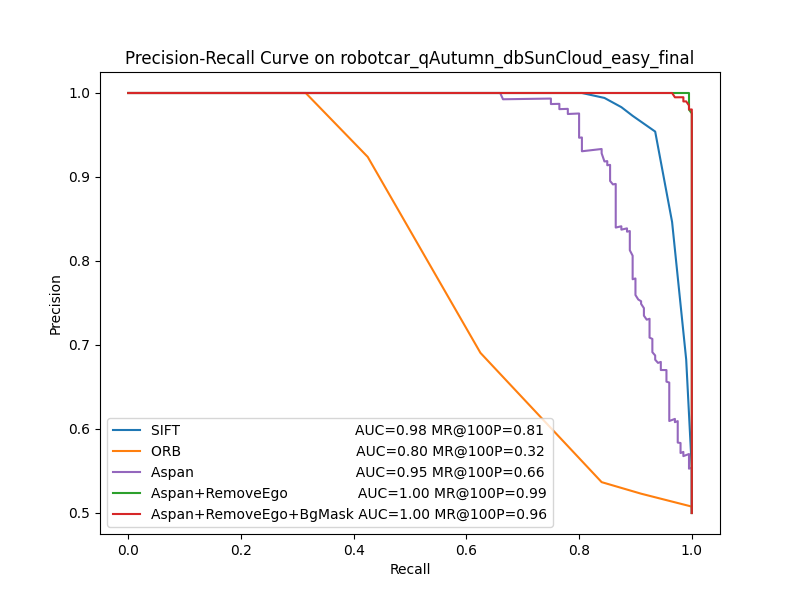 Precision-Recall Curve on robotcar_qAutumn_dbSunCloud_easy_final
1.0
0.9
0.8
0.7
0.6
0.5
Precision
SIFT AUC=0.98 MR@100P=0.81
ORB AUC=0.80 MR@100P=0.32
Aspan AUC=0.95 MR@100P=0.66
Aspan+RemoveEgo AUC=1.00 MR@100P=0.99
Aspan+RemoveEgo+BgMask AUC=1.00 MR@100P=0.96
0.0 0.2 0.4 0.6 0.8 1.0
Recall